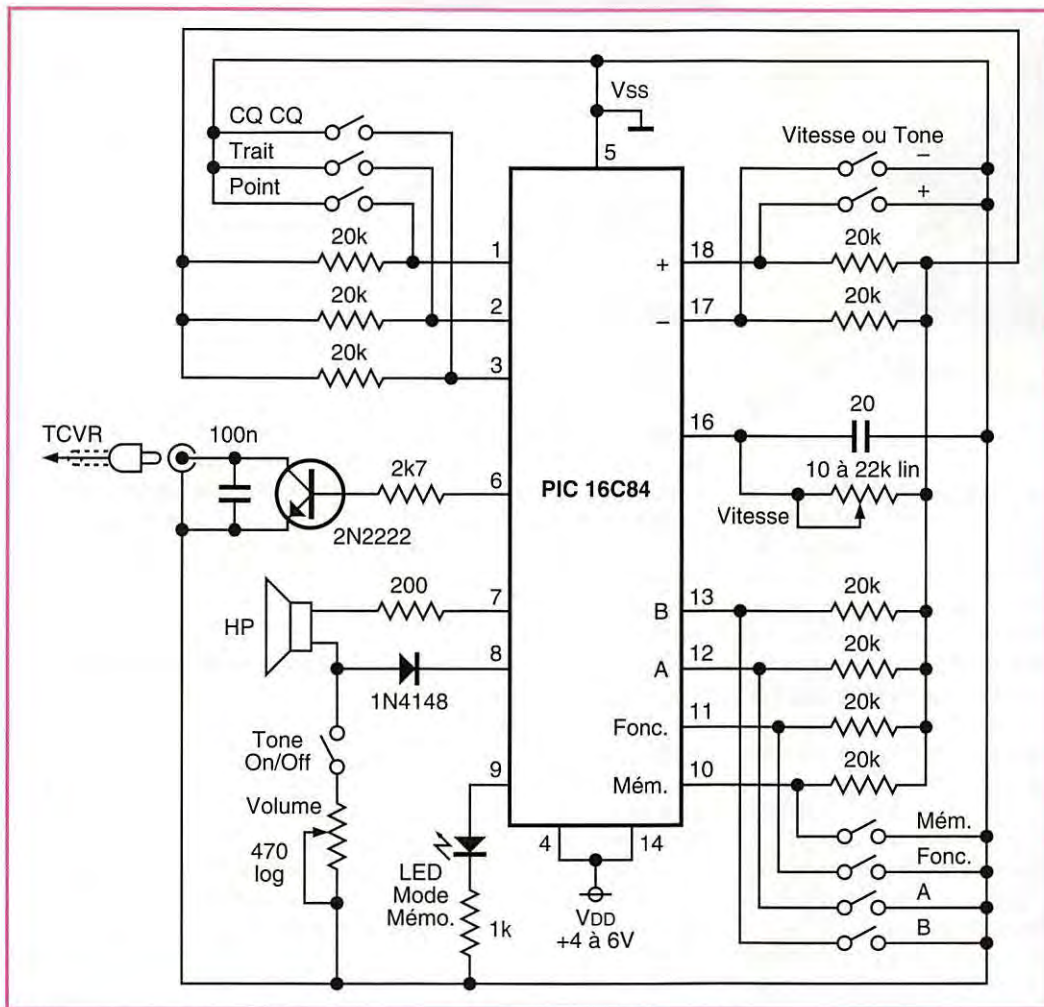 Vss
5
CQ CQ
Trait
Point
Vitesse ou Tone
–
+
20k
1
20k
2
20k
3
+
18
20k
–
17
20k
TCVR
100n
2k7
6
2N2222
PIC 16C84
16
20
10 à 22k lin
Vitesse
HP
200
7
8
1N4148
B
13
20k
A
12
20k
Fonc.
11
20k
Mém.
10
20k
Tone
On/Off
Volume
470
log
9
LED
Mode
Mémo.
1k
4
14
VDD
+4 à 6V
Mém.
Fonc.
A
B